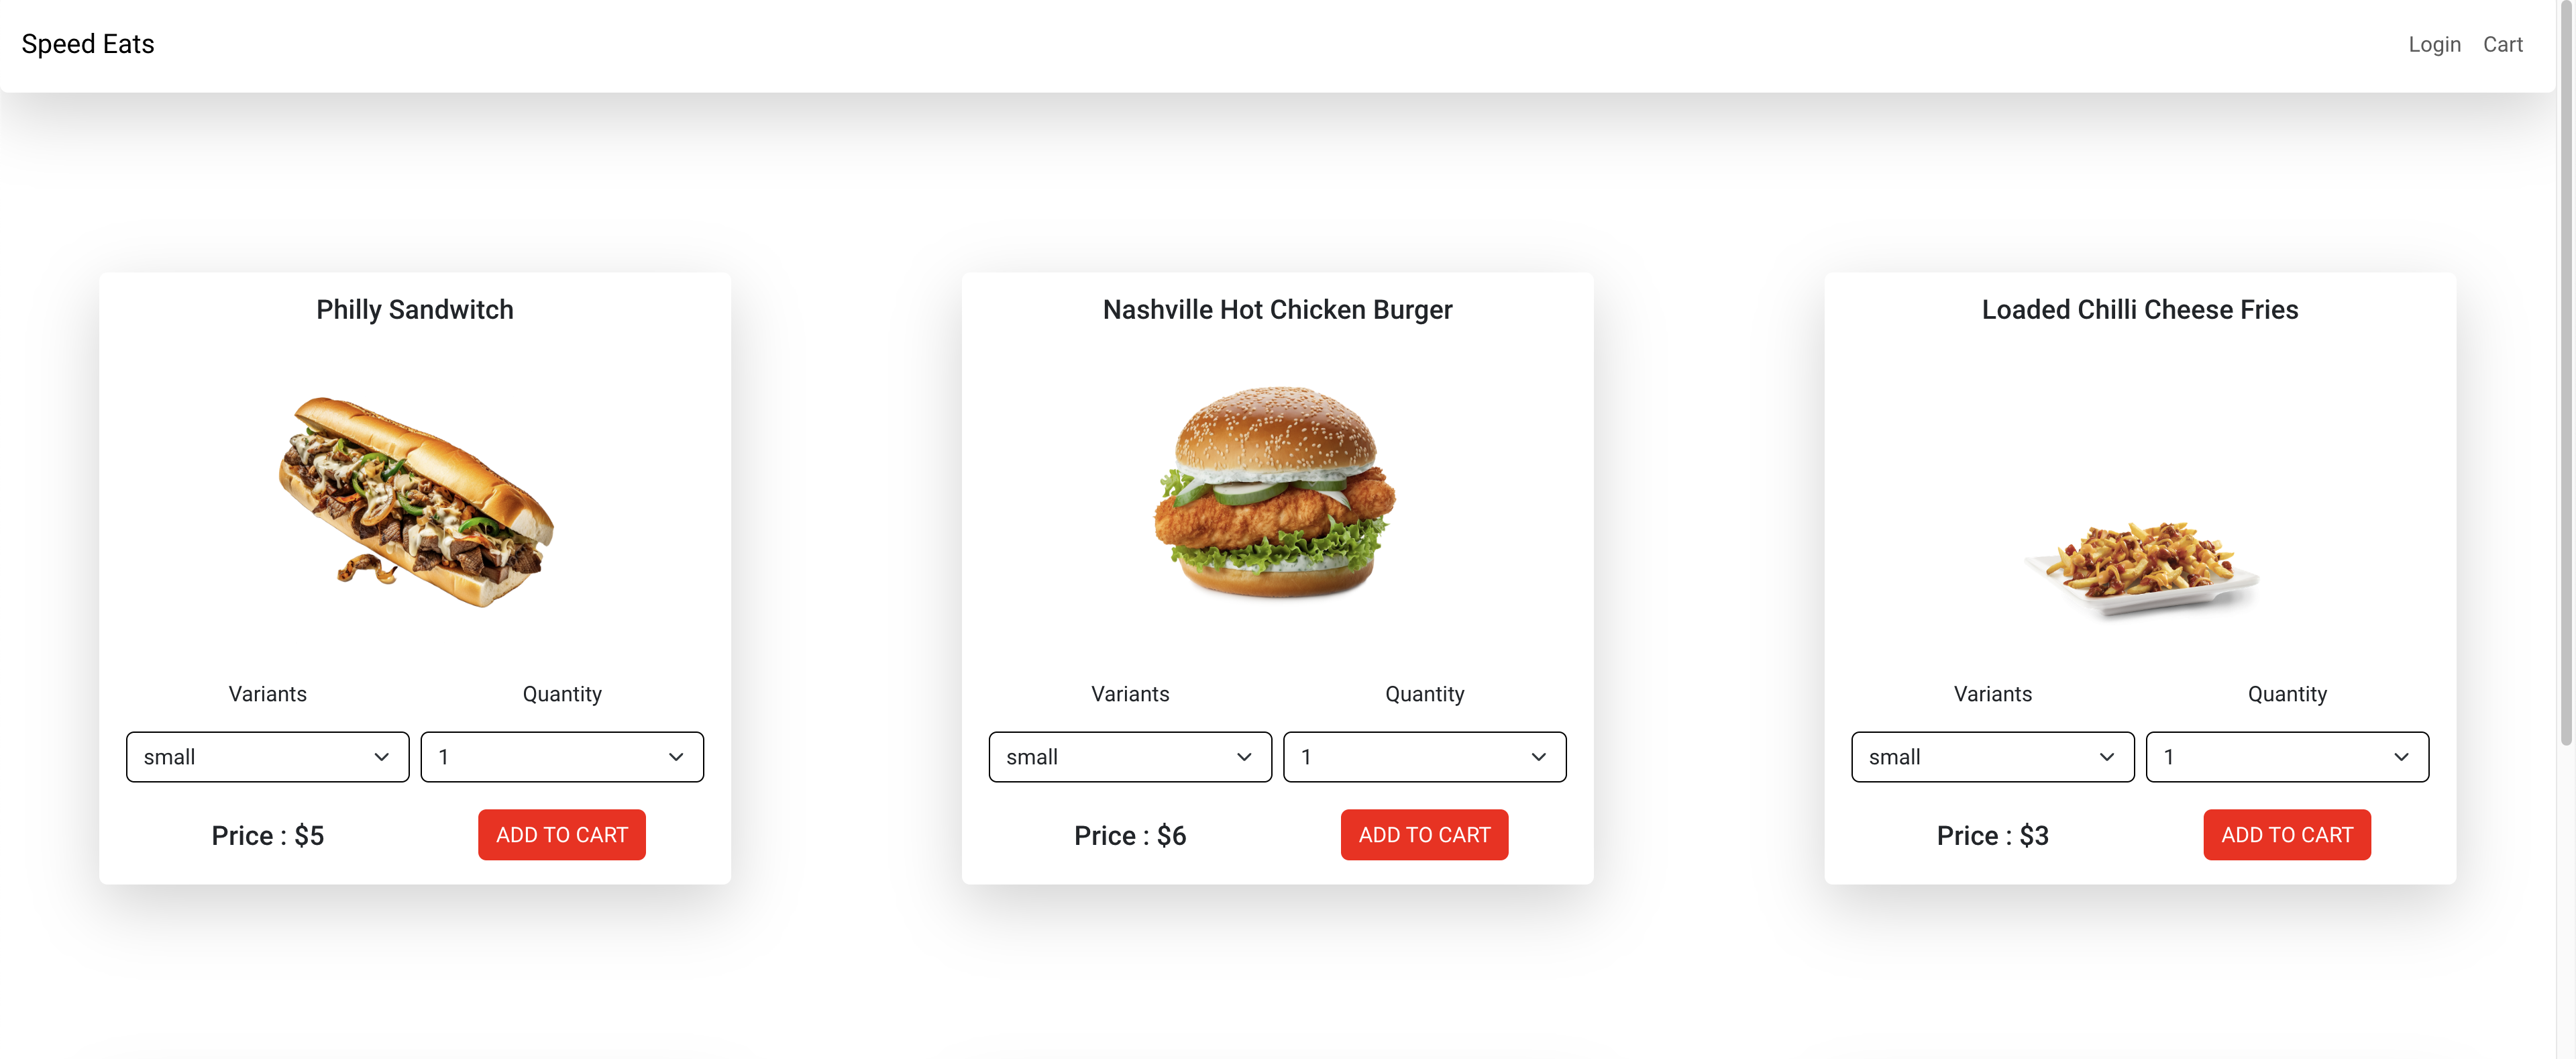 Speed Eats
Login Cart
Philly Sandwitch
Variants Quantity
small 1
Price : $5 ADD TO CART
Nashville Hot Chicken Burger
Variants Quantity
small 1
Price : $6 ADD TO CART
Loaded Chilli Cheese Fries
Variants Quantity
small 1
Price : $3 ADD TO CART